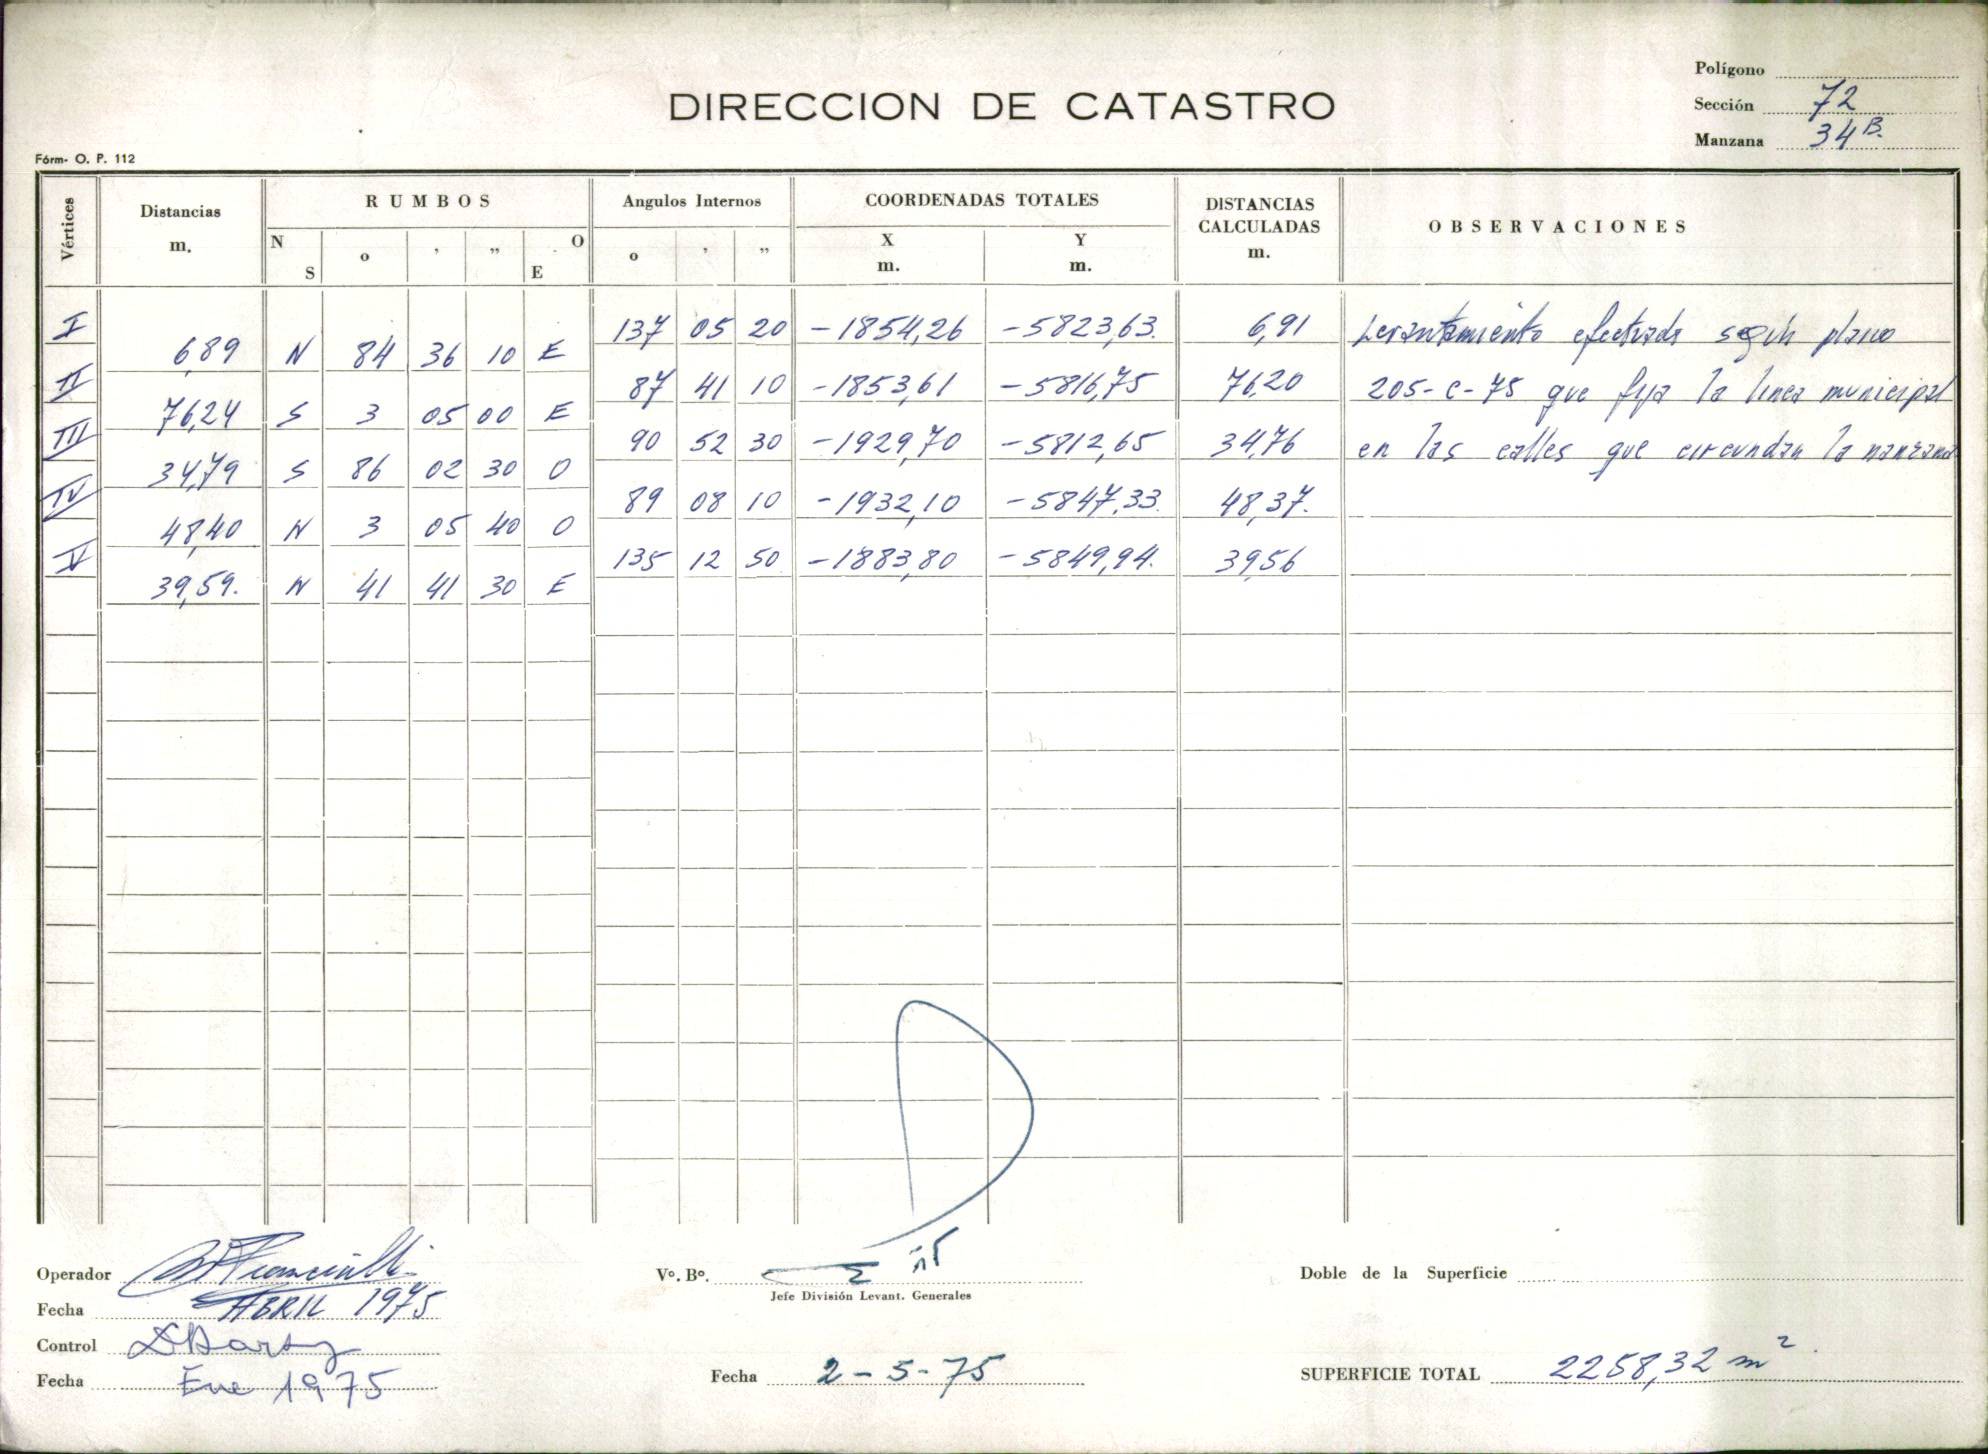 Polígono
DIRECCION DE CATASTRO
Sección 72
Manzana 34 B.
Fórm- O. P. 112
Vértices Distancias m. RUMBOS Angulos Internos COORDENADAS TOTALES DISTANCIAS CALCULADAS m. OBSERVACIONES
N S o ' " O E o ' " X m. Y m.
I 137 05 20 -1854,26 -5823,63. 6,91 Levantamiento efectuado según plano
6,89 N 84 36 10 E
II 87 41 10 -1853,61 -5816,75 76,20 205-C-75 que fija la linea municipal
76,24 S 3 05 00 E
III 90 52 30 -1929,70 -5812,65 34,76 en las calles que circundan la manzana
34,79 S 86 02 30 O
IV 89 08 10 -1932,10 -5847,33. 48,37.
48,40 N 3 05 40 O
V 135 12 50 -1883,80 -5849,94. 39,56
39,59. N 41 41 30 E
Operador
Vº. Bº.
Jefe División Levant. Generales
Doble de la Superficie
Fecha ABRIL 1975
Control
Fecha Ene 1975
Fecha 2-5-75
SUPERFICIE TOTAL 2258,32 m²